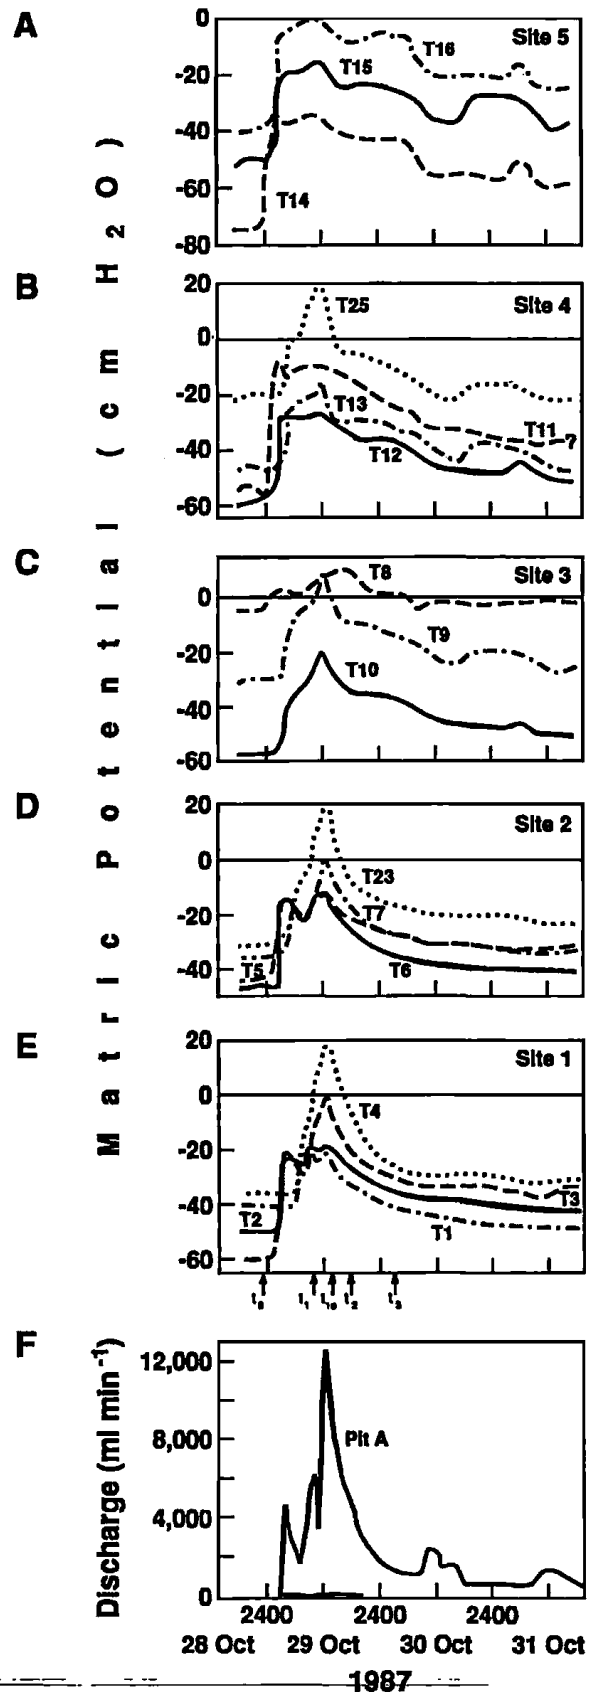 A
0
-20
-40
-60
-80
Site 5
T16
T15
T14
B
20
0
-20
-40
-60
Site 4
T25
T13
T11
?
T12
C
0
-20
-40
-60
Site 3
T8
T9
T10
D
20
0
-20
-40
Site 2
T23
T7
T5
T6
E
20
0
-20
-40
-60
Site 1
T4
T3
T2
T1
Matric Potential (cm H2O)
t0 t1 t2 t3
F
12,000
8,000
4,000
0
Discharge (ml min-1)
Pit A
2400 2400 2400
28 Oct 29 Oct 30 Oct 31 Oct
1987